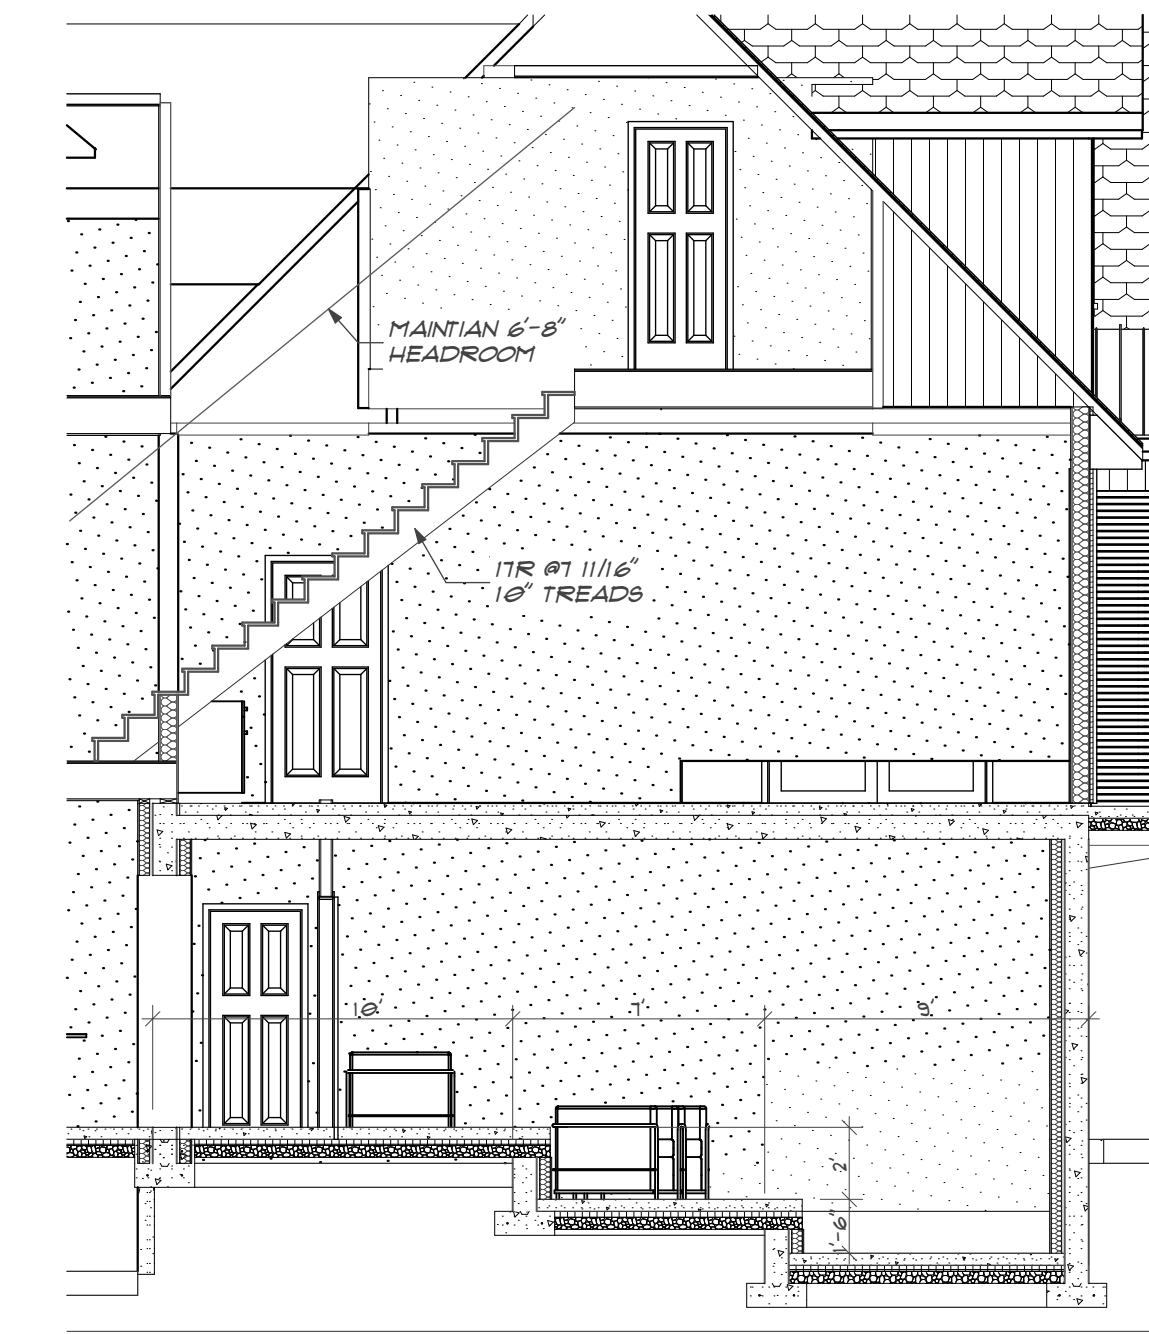 MAINTIAN 6'-8"
HEADROOM
17R @7 11/16"
10" TREADS
10'
7'
9'
2'
1'-6"